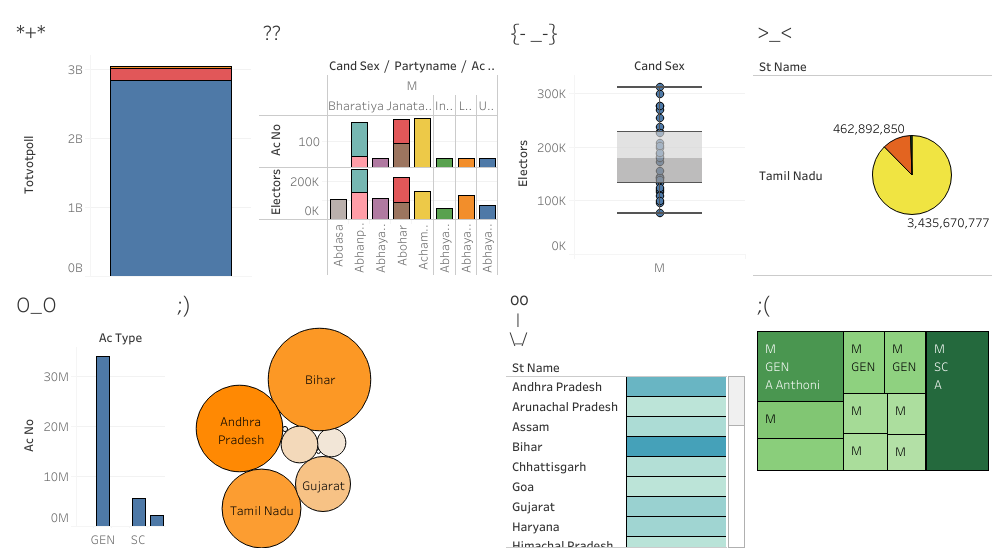 *+*
3B
2B
1B
0B
Totvotpoll
??
Cand Sex / Partyname / Ac ..
M
Bharatiya Janata.. In.. L.. U..
Ac No
100
Electors
200K
0K
Abdasa
Abhanp..
Abhaya..
Abohar
Acham..
Abhaya..
Abhaya..
Abhaya..
{- _-}
Cand Sex
300K
200K
100K
0K
Electors
M
>_<
St Name
Tamil Nadu
462,892,850
3,435,670,777
O_O
Ac Type
30M
20M
10M
0M
Ac No
GEN SC
;)
Bihar
Andhra
Pradesh
Gujarat
Tamil Nadu
oo
|
\_/
St Name
Andhra Pradesh
Arunachal Pradesh
Assam
Bihar
Chhattisgarh
Goa
Gujarat
Haryana
Himachal Pradesh
;(
M
GEN
A Anthoni
M
M
GEN
M
GEN
M
M
M
M
M
SC
A